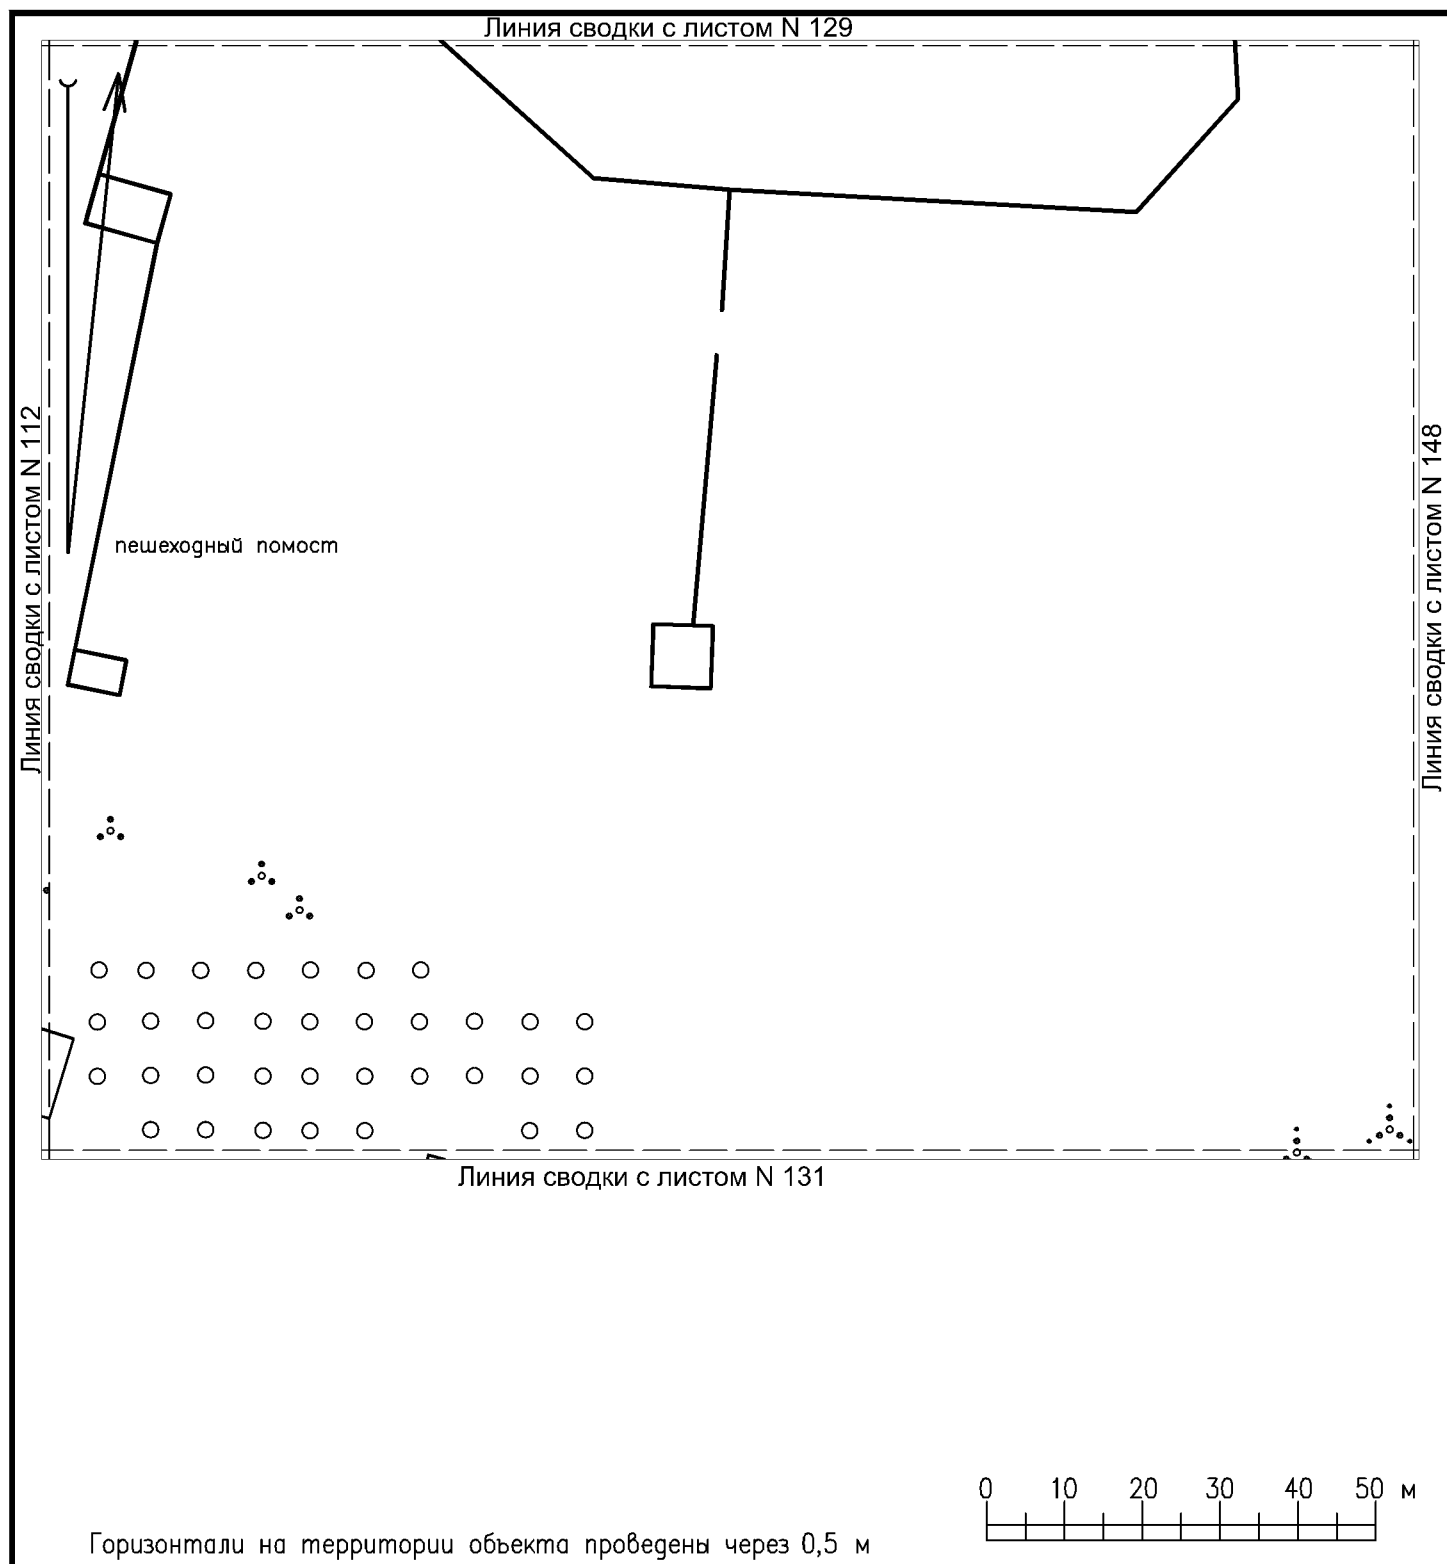 Линия сводки с листом N 129
Линия сводки с листом N 112
пешеходный помост
Линия сводки с листом N 148
Линия сводки с листом N 131
0 10 20 30 40 50 м
Горизонтали на территории объекта проведены через 0,5 м